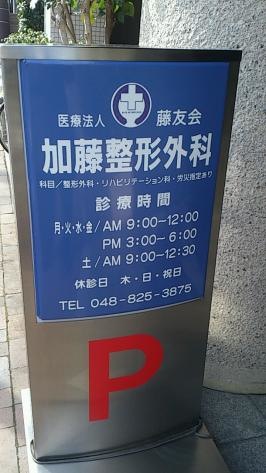 医療法人 藤友会
加藤整形外科
科目／整形外科・リハビリテーション科・労災指定あり
診療時間
月・火・水・金／AM 9:00〜12:00
PM 3:00〜6:00
土／AM 9:00〜12:30
休診日 木・日・祝日
TEL 048-825-3875
P